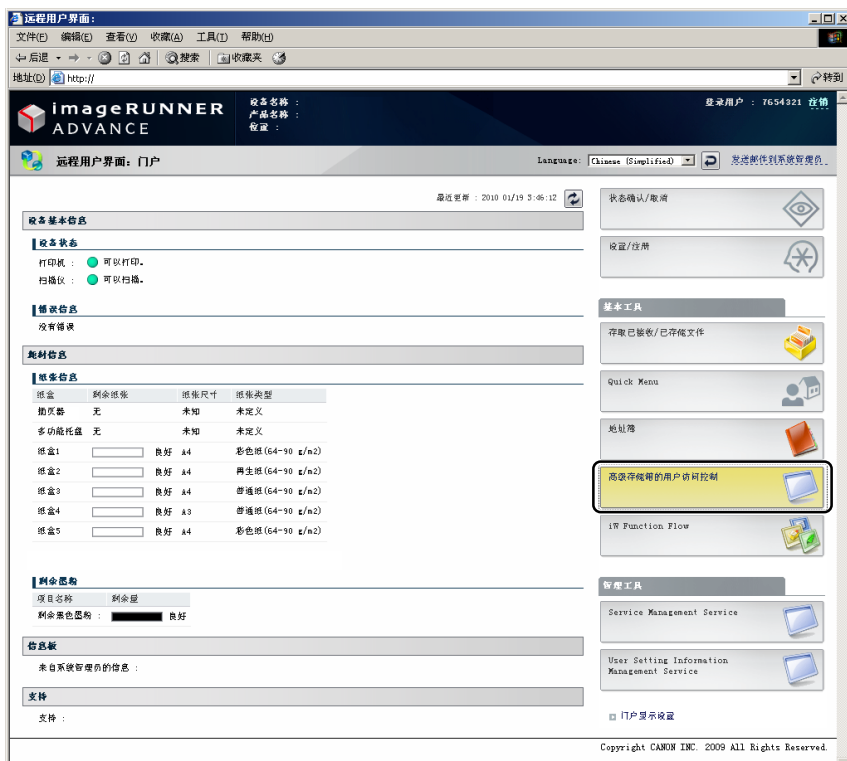 远程用户界面:
文件(F) 编辑(E) 查看(V) 收藏(A) 工具(T) 帮助(H)
后退 搜索 收藏夹
地址(D) http:// 转到
imageRUNNER
ADVANCE
设备名称 :
产品名称 :
位置 :
登录用户 : 7654321 注销
远程用户界面: 门户
Language: Chinese (Simplified) 发送邮件到系统管理员
最近更新 : 2010 01/19 5:46:12
设备基本信息
设备状态
打印机 : 可以打印。
扫描仪 : 可以扫描。
错误信息
没有错误
耗材信息
纸张信息
纸盒 剩余纸张 纸张尺寸 纸张类型
插页器 无 未知 未定义
多功能托盘 无 未知 未定义
纸盒1 良好 A4 彩色纸(64-90 g/m2)
纸盒2 良好 A4 再生纸(64-90 g/m2)
纸盒3 良好 A4 普通纸(64-90 g/m2)
纸盒4 良好 A3 普通纸(64-90 g/m2)
纸盒5 良好 A4 彩色纸(64-90 g/m2)
剩余墨粉
项目名称 剩余量
剩余黑色墨粉 : 良好
信息板
来自系统管理员的信息 :
支持
支持 :
状态确认/取消
设置/注册
基本工具
存取已接收/已存储文件
Quick Menu
地址簿
高级存储箱的用户访问控制
iW Function Flow
管理工具
Service Management Service
User Setting Information
Management Service
门户显示设置
Copyright CANON INC. 2009 All Rights Reserved.